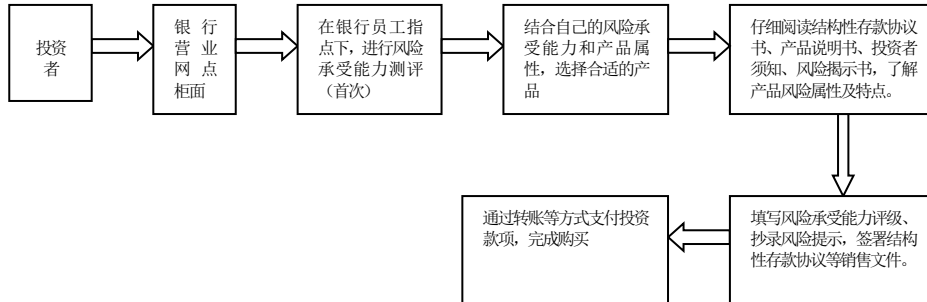 投资
者
银行
营业
网点
柜面
在银行员工指
点下，进行风险
承受能力测评
（首次）
结合自己的风险承
受能力和产品属
性，选择合适的产
品
仔细阅读结构性存款协议
书、产品说明书、投资者
须知、风险揭示书，了解
产品风险属性及特点。
填写风险承受能力评级、
抄录风险提示，签署结构
性存款协议等销售文件。
通过转账等方式支付投资
款项，完成购买